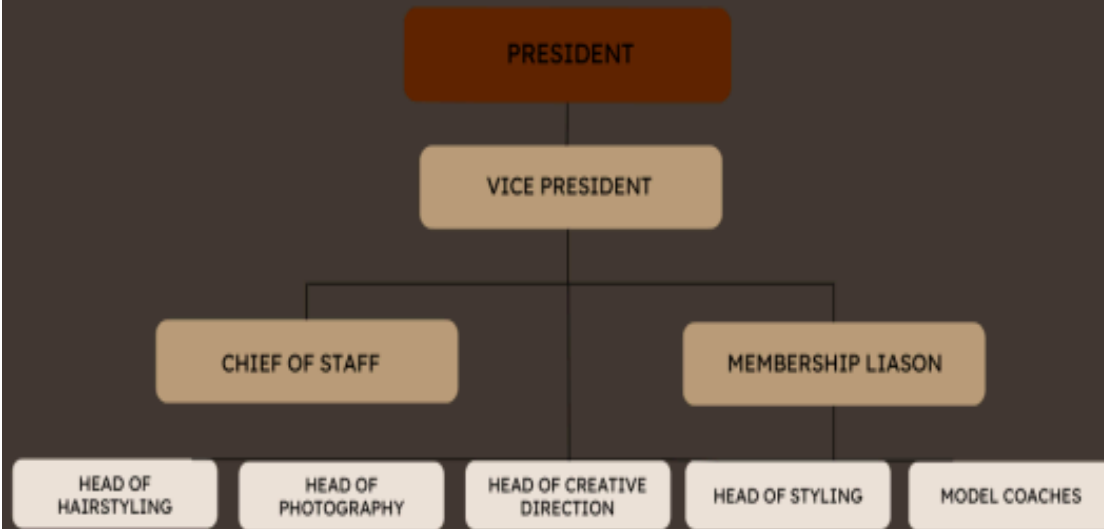 PRESIDENT
VICE PRESIDENT
CHIEF OF STAFF
MEMBERSHIP LIASON
HEAD OF
HAIRSTYLING
HEAD OF
PHOTOGRAPHY
HEAD OF CREATIVE
DIRECTION
HEAD OF STYLING
MODEL COACHES